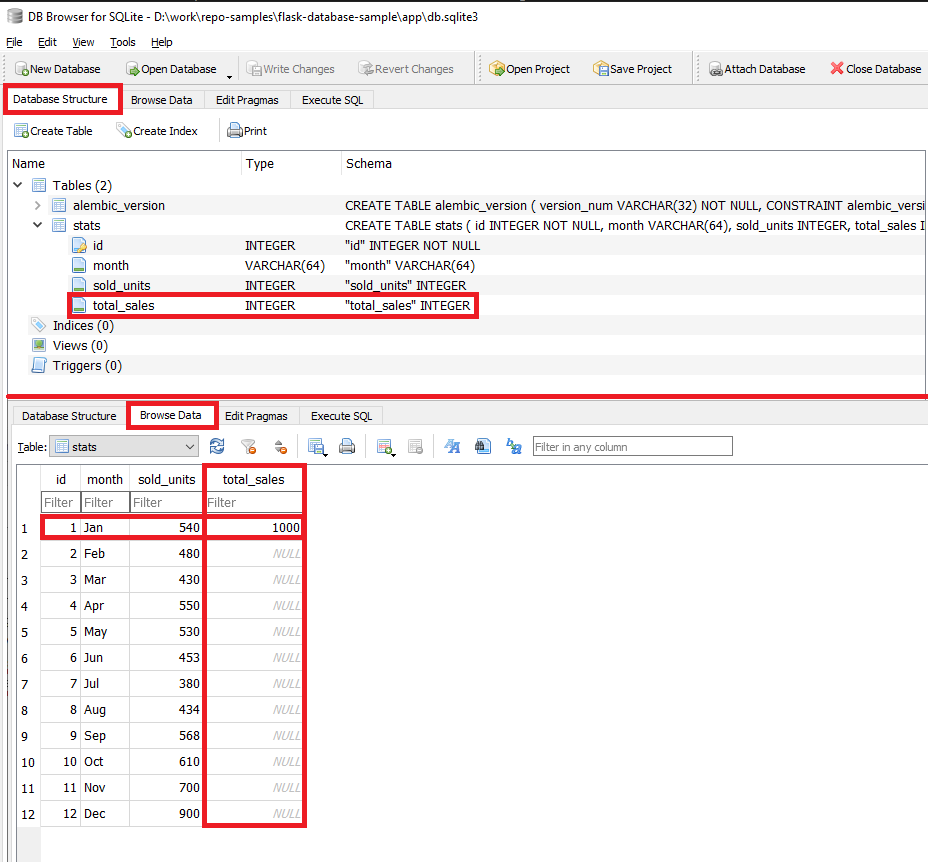 DB Browser for SQLite - D:\work\repo-samples\flask-database-sample\app\db.sqlite3
File Edit View Tools Help
New Database Open Database Write Changes Revert Changes Open Project Save Project Attach Database Close Database
Database Structure Browse Data Edit Pragmas Execute SQL
Create Table Create Index Print
Name Type Schema
Tables (2)
alembic_version CREATE TABLE alembic_version ( version_num VARCHAR(32) NOT NULL, CONSTRAINT alembic_versi
stats CREATE TABLE stats ( id INTEGER NOT NULL, month VARCHAR(64), sold_units INTEGER, total_sales I
id INTEGER "id" INTEGER NOT NULL
month VARCHAR(64) "month" VARCHAR(64)
sold_units INTEGER "sold_units" INTEGER
total_sales INTEGER "total_sales" INTEGER
Indices (0)
Views (0)
Triggers (0)
Database Structure Browse Data Edit Pragmas Execute SQL
Table: stats Filter in any column
id month sold_units total_sales
Filter Filter Filter Filter
1 1 Jan 540 1000
2 2 Feb 480 NULL
3 3 Mar 430 NULL
4 4 Apr 550 NULL
5 5 May 530 NULL
6 6 Jun 453 NULL
7 7 Jul 380 NULL
8 8 Aug 434 NULL
9 9 Sep 568 NULL
10 10 Oct 610 NULL
11 11 Nov 700 NULL
12 12 Dec 900 NULL